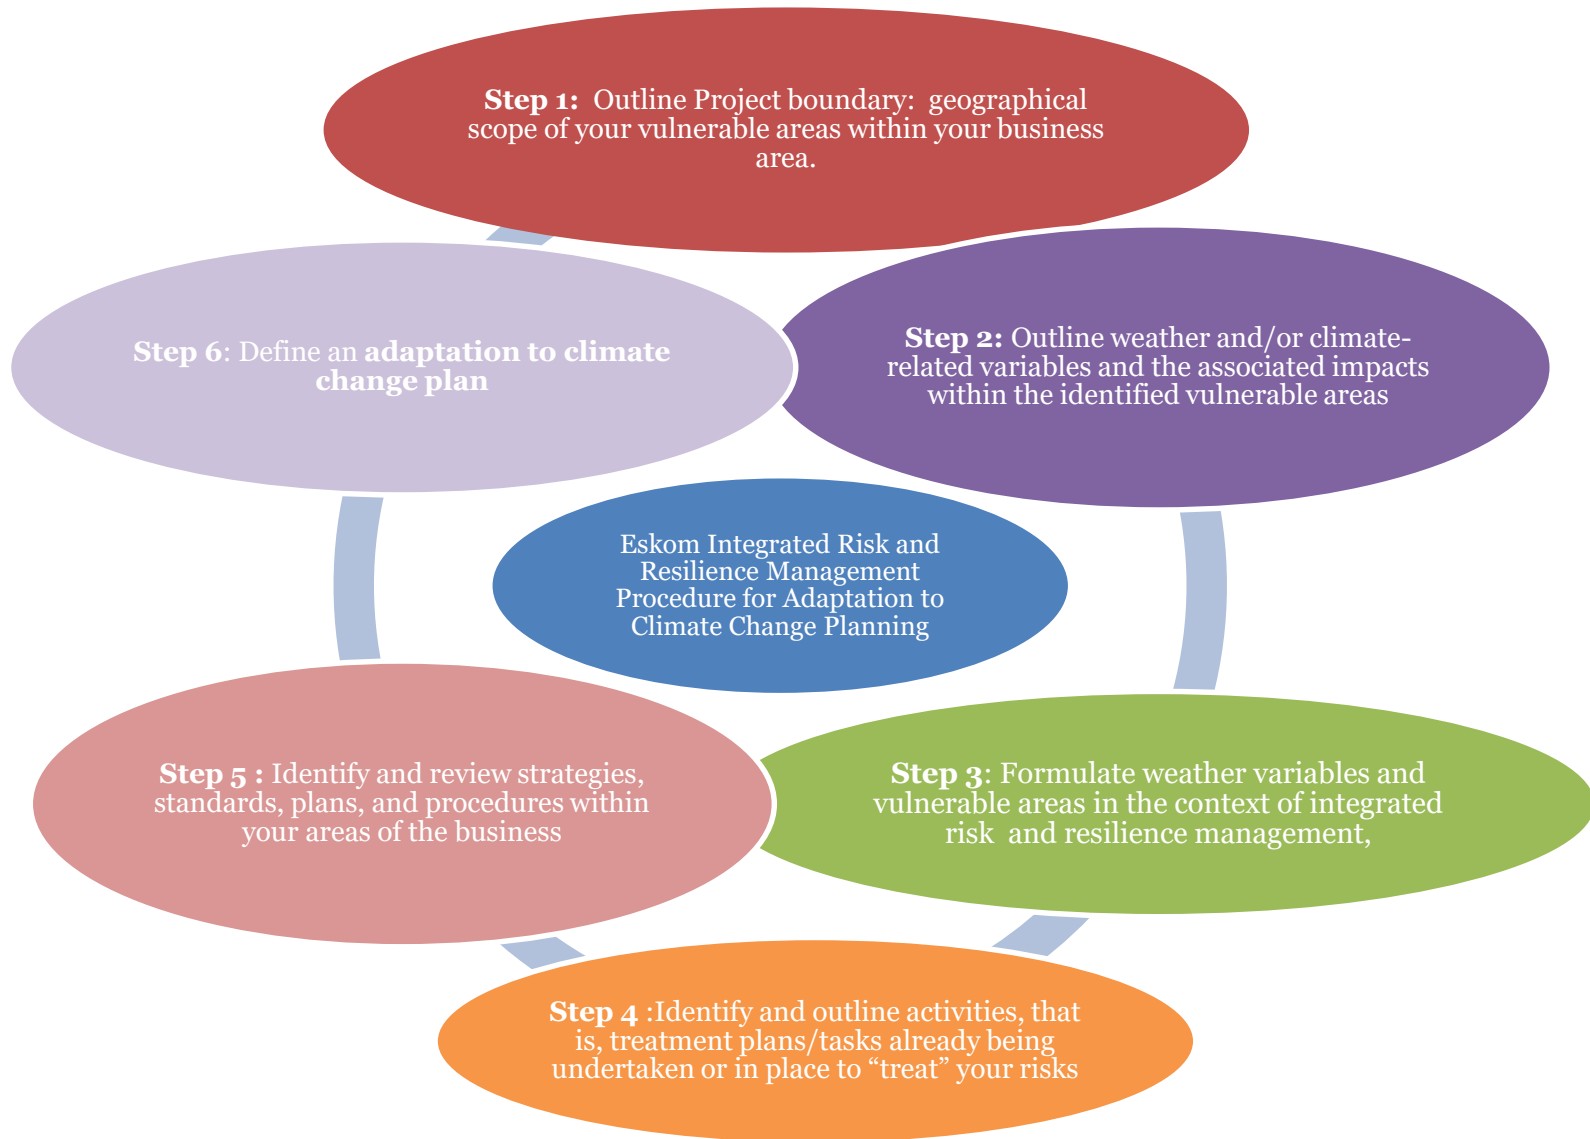 Step 1: Outline Project boundary: geographical
scope of your vulnerable areas within your business
area.
Step 2: Outline weather and/or climate-
related variables and the associated impacts
within the identified vulnerable areas
Step 3: Formulate weather variables and
vulnerable areas in the context of integrated
risk and resilience management,
Step 4 :Identify and outline activities, that
is, treatment plans/tasks already being
undertaken or in place to “treat” your risks
Step 5 : Identify and review strategies,
standards, plans, and procedures within
your areas of the business
Step 6: Define an adaptation to climate
change plan
Eskom Integrated Risk and
Resilience Management
Procedure for Adaptation to
Climate Change Planning